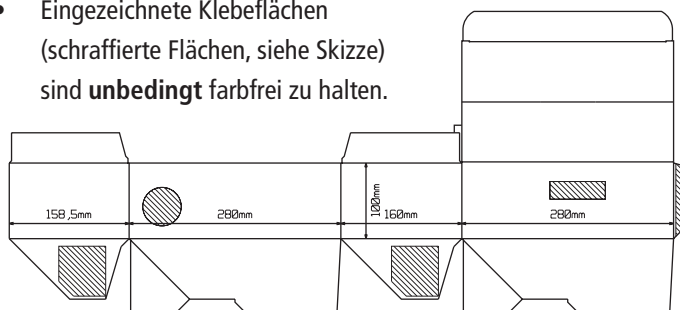 • Eingezeichnete Klebeflächen
(schraffierte Flächen, siehe Skizze)
sind unbedingt farbfrei zu halten.
158,5mm
280mm
100mm
160mm
280mm